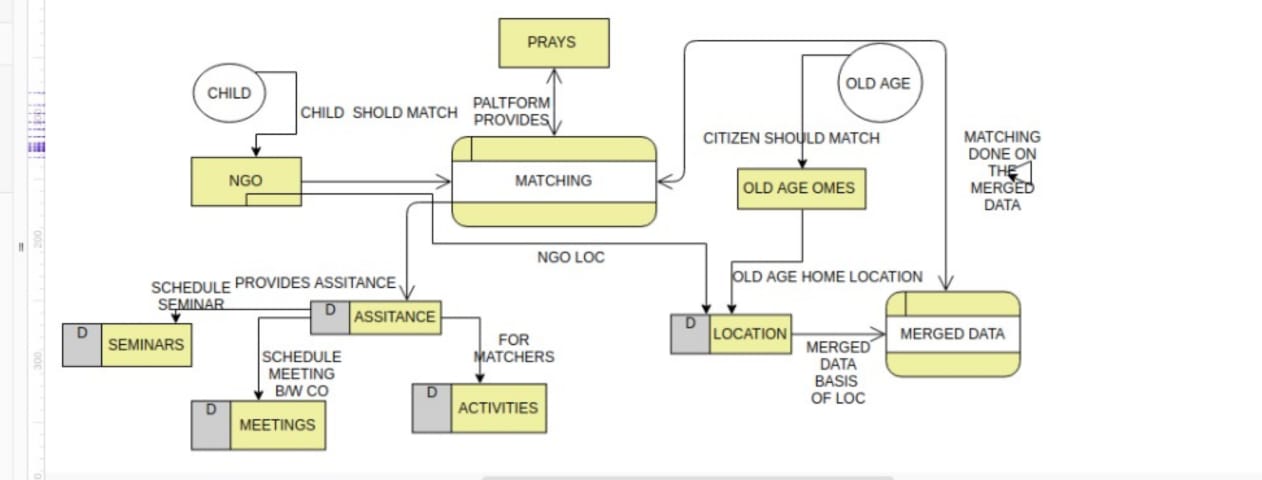 PRAYS
CHILD
CHILD SHOLD MATCH
PALTFORM
PROVIDES
OLD AGE
CITIZEN SHOULD MATCH
MATCHING
DONE ON
THE
MERGED
DATA
NGO
MATCHING
OLD AGE OMES
NGO LOC
OLD AGE HOME LOCATION
SCHEDULE
SEMINAR
PROVIDES ASSITANCE
D
ASSITANCE
D
SEMINARS
D
LOCATION
MERGED DATA
FOR
MATCHERS
SCHEDULE
MEETING
B/W CO
MERGED
DATA
BASIS
OF LOC
D
MEETINGS
D
ACTIVITIES
200
300